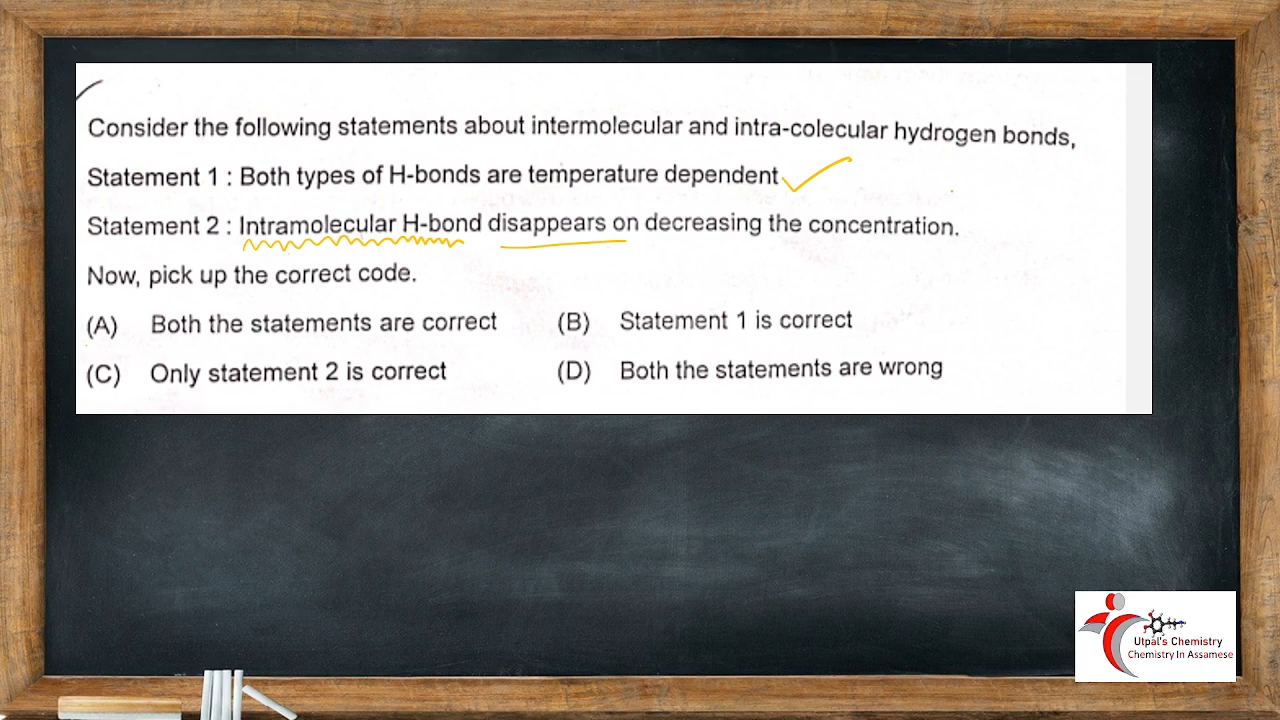 Consider the following statements about intermolecular and intra-colecular hydrogen bonds,
Statement 1 : Both types of H-bonds are temperature dependent
Statement 2 : Intramolecular H-bond disappears on decreasing the concentration.
Now, pick up the correct code.
(A) Both the statements are correct (B) Statement 1 is correct
(C) Only statement 2 is correct (D) Both the statements are wrong
Utpal's Chemistry
Chemistry In Assamese